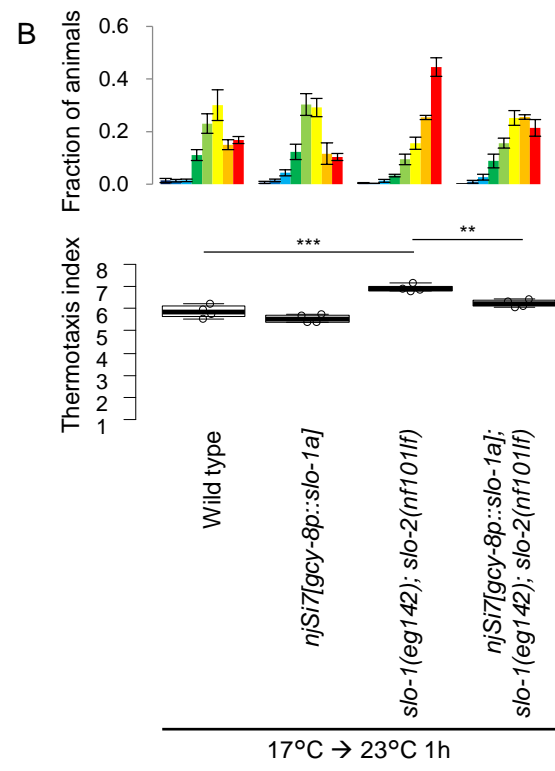 B
Fraction of animals
0.6
0.4
0.2
0.0
***
**
Thermotaxis index
8
7
6
5
4
3
2
1
Wild type
njSi7[gcy-8p::slo-1a]
slo-1(eg142); slo-2(nf101lf)
njSi7[gcy-8p::slo-1a];
slo-1(eg142); slo-2(nf101lf)
17°C → 23°C 1h